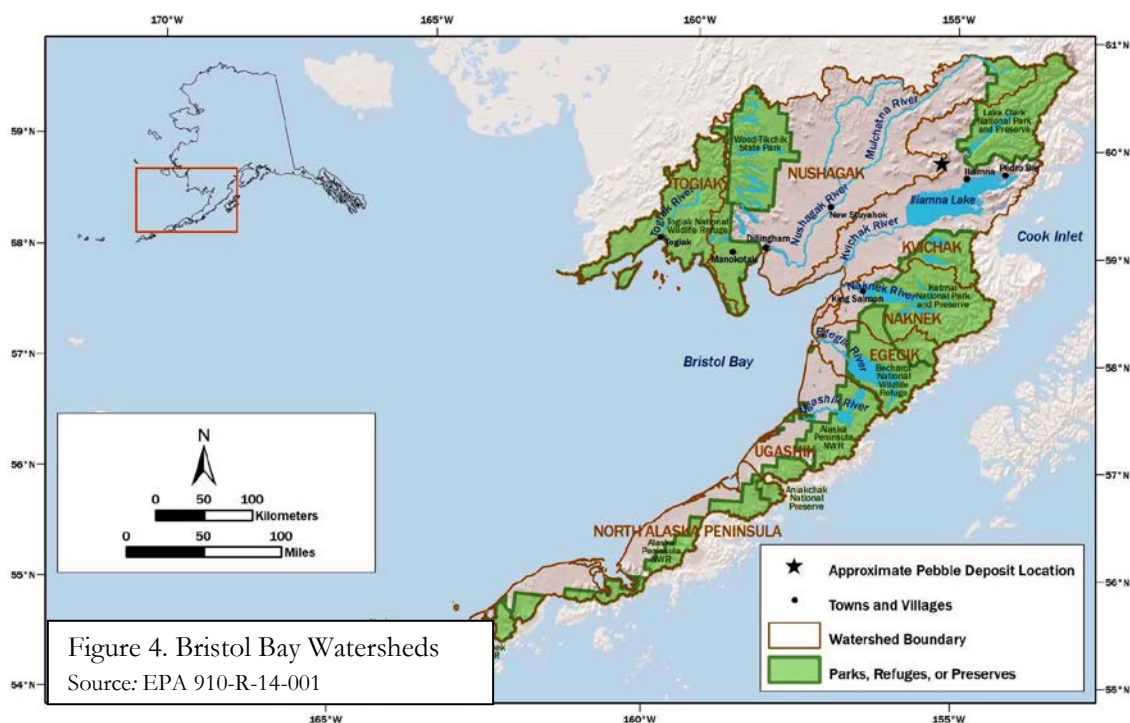 170°W
165°W
160°W
155°W
61°N
59°N
60°N
58°N
59°N
57°N
58°N
56°N
57°N
55°N
56°N
54°N
55°N
165°W
160°W
155°W
Lake Clark
National Park
and Preserve
Mulchatna River
Wood-Tikchik
State Park
NUSHAGAK
Iliamna
Pedro Bay
TOGIAK
Iliamna Lake
Togiak River
Togiak National
Wildlife Refuge
Nushagak River
New Stuyahok
Kvichak River
Togiak
Dillingham
Manokotak
Cook Inlet
KVICHAK
Katmai
National Park
and Preserve
Naknek River
King Salmon
NAKNEK
Egegik River
EGEGIK
Becharof
National
Wildlife
Refuge
Bristol Bay
Ugashik River
Alaska
Peninsula
NWR
UGASHIK
Aniakchak
National
Preserve
NORTH ALASKA PENINSULA
Alaska
Peninsula
NWR
N
0 50 100
Kilometers
0 50 100
Miles
Approximate Pebble Deposit Location
Towns and Villages
Watershed Boundary
Parks, Refuges, or Preserves
Figure 4. Bristol Bay Watersheds
Source: EPA 910-R-14-001